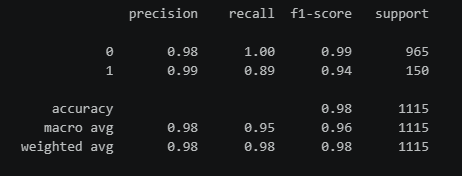 precision recall f1-score support
0 0.98 1.00 0.99 965
1 0.99 0.89 0.94 150
accuracy 0.98 1115
macro avg 0.98 0.95 0.96 1115
weighted avg 0.98 0.98 0.98 1115